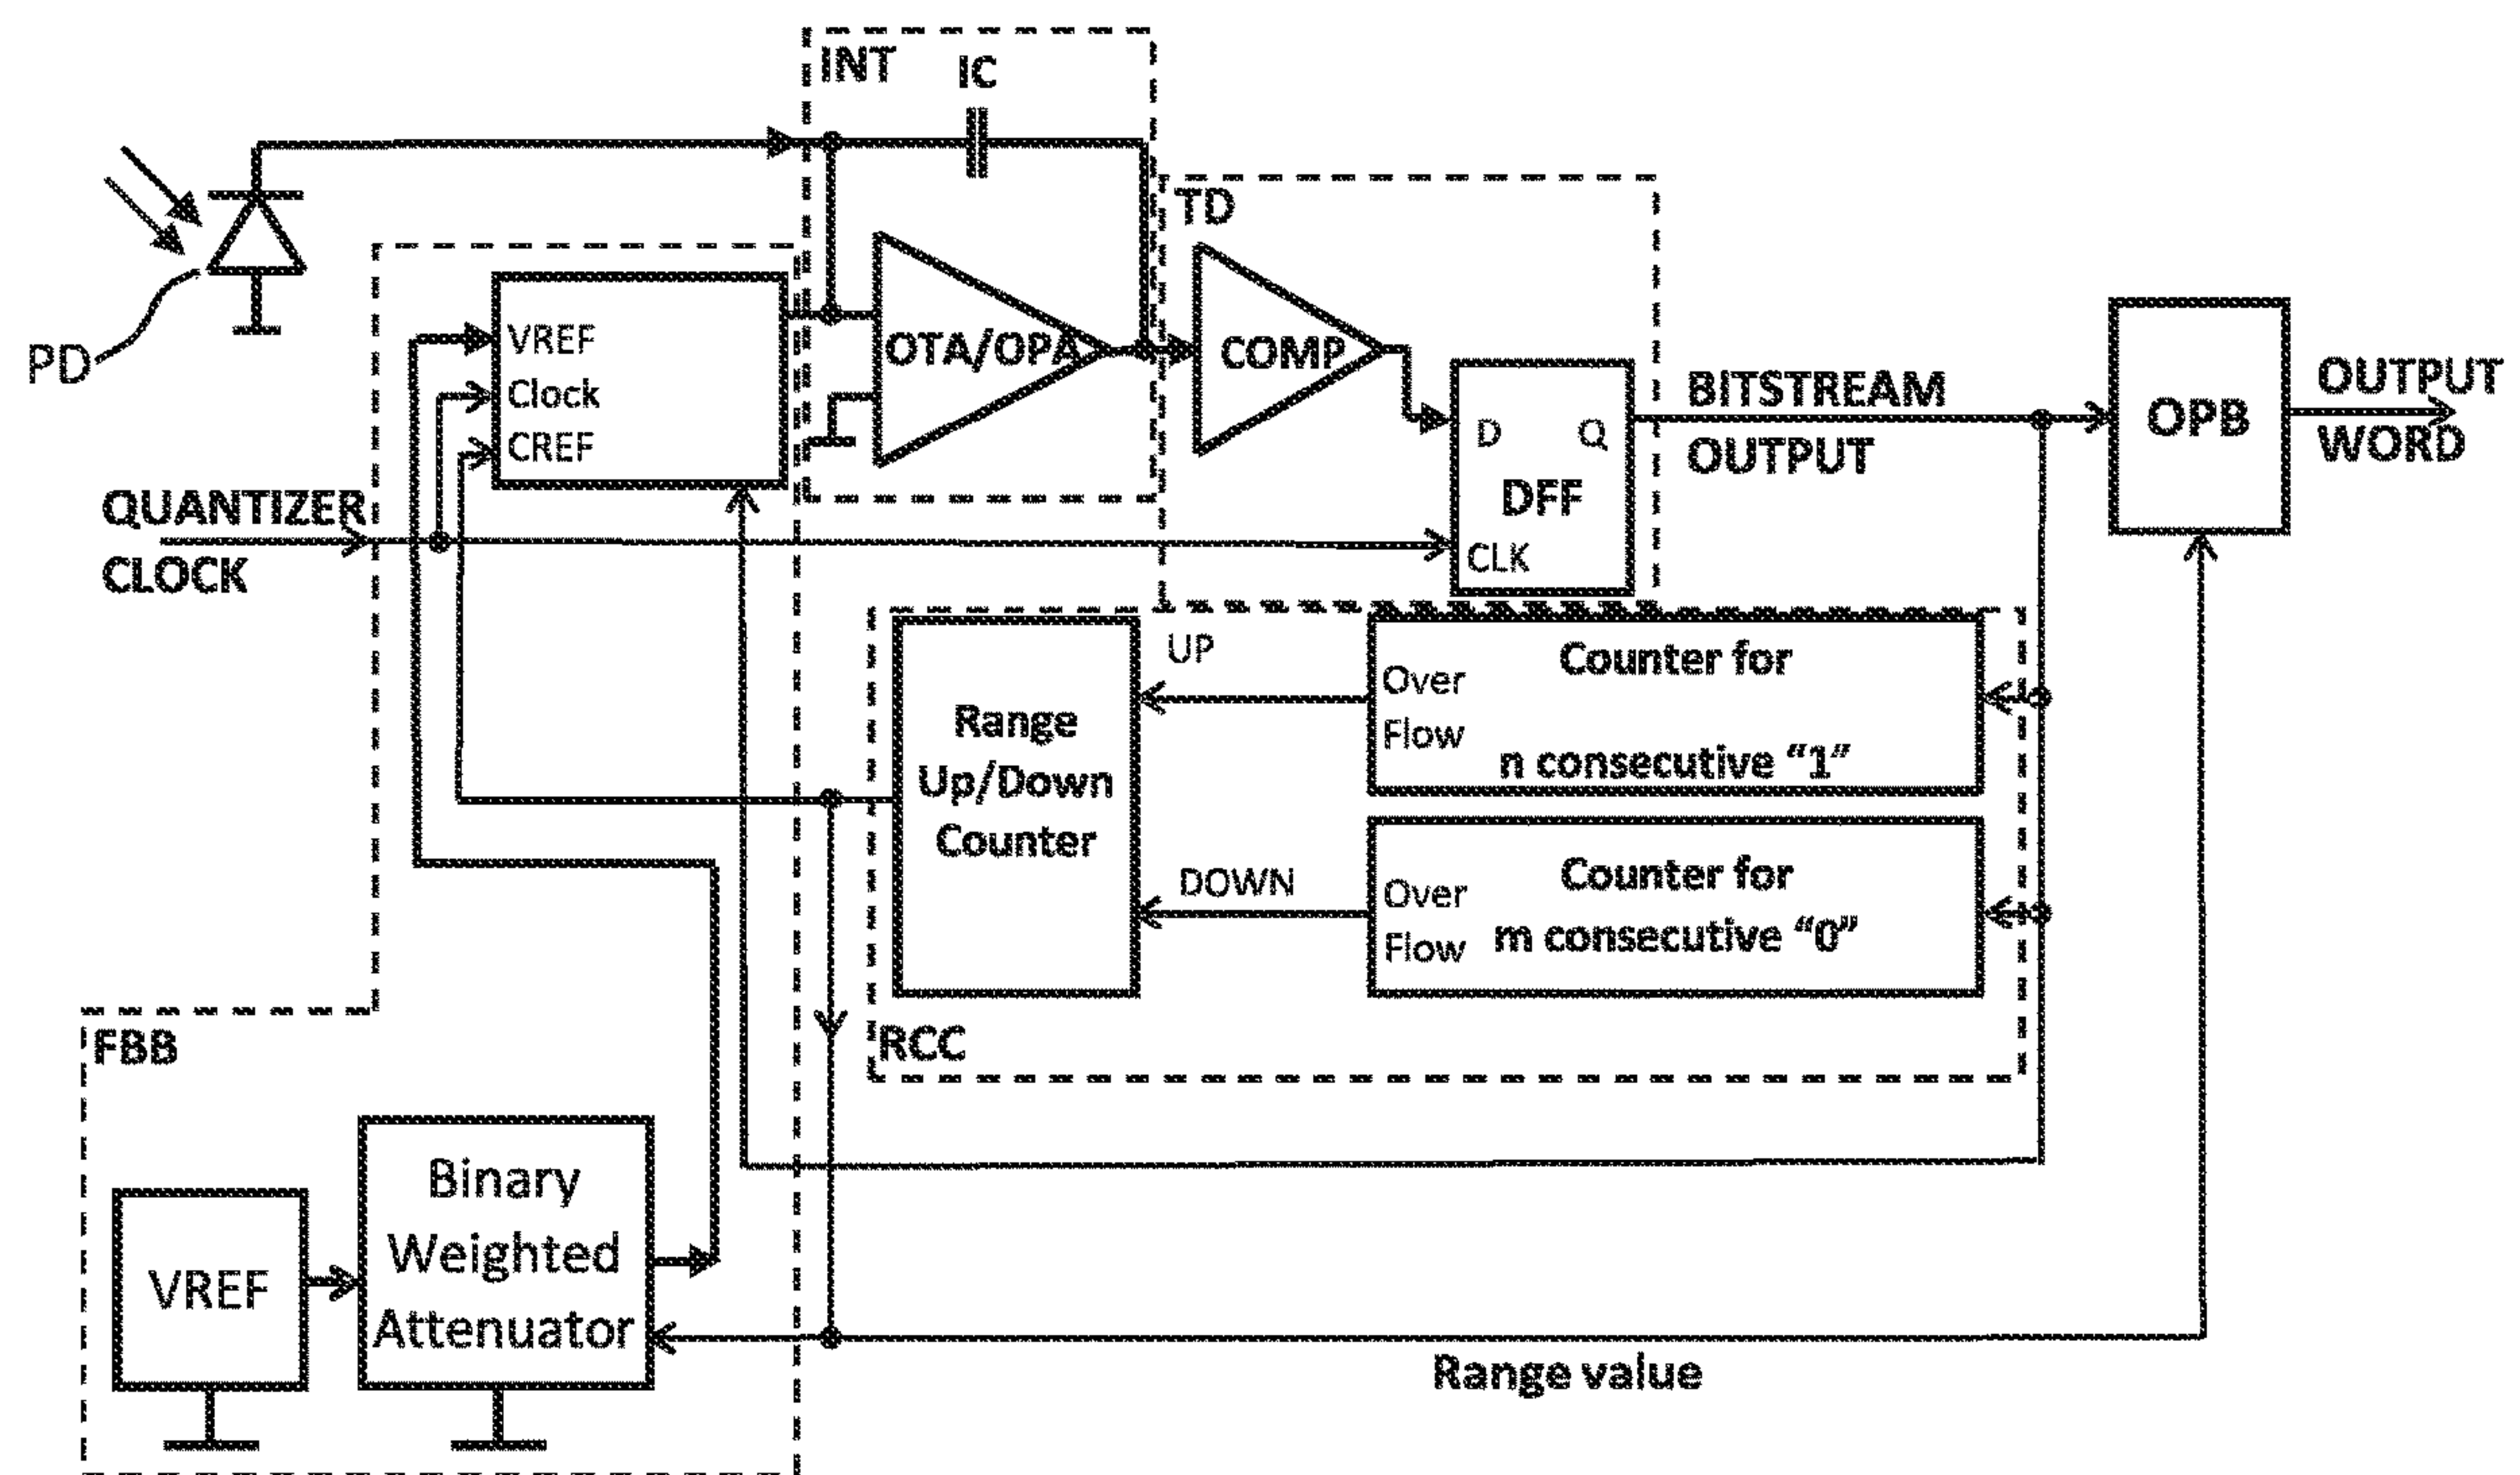 INT
IC
TD
PD
VREF
Clock
CREF
OTA/OPA
COMP
D
Q
DFF
CLK
BITSTREAM
OUTPUT
OPB
OUTPUT
WORD
QUANTIZER
CLOCK
Range
Up/Down
Counter
UP
DOWN
Over
Flow
Counter for
n consecutive “1”
Over
Flow
Counter for
m consecutive “0”
RCC
FBB
VREF
Binary
Weighted
Attenuator
Range value